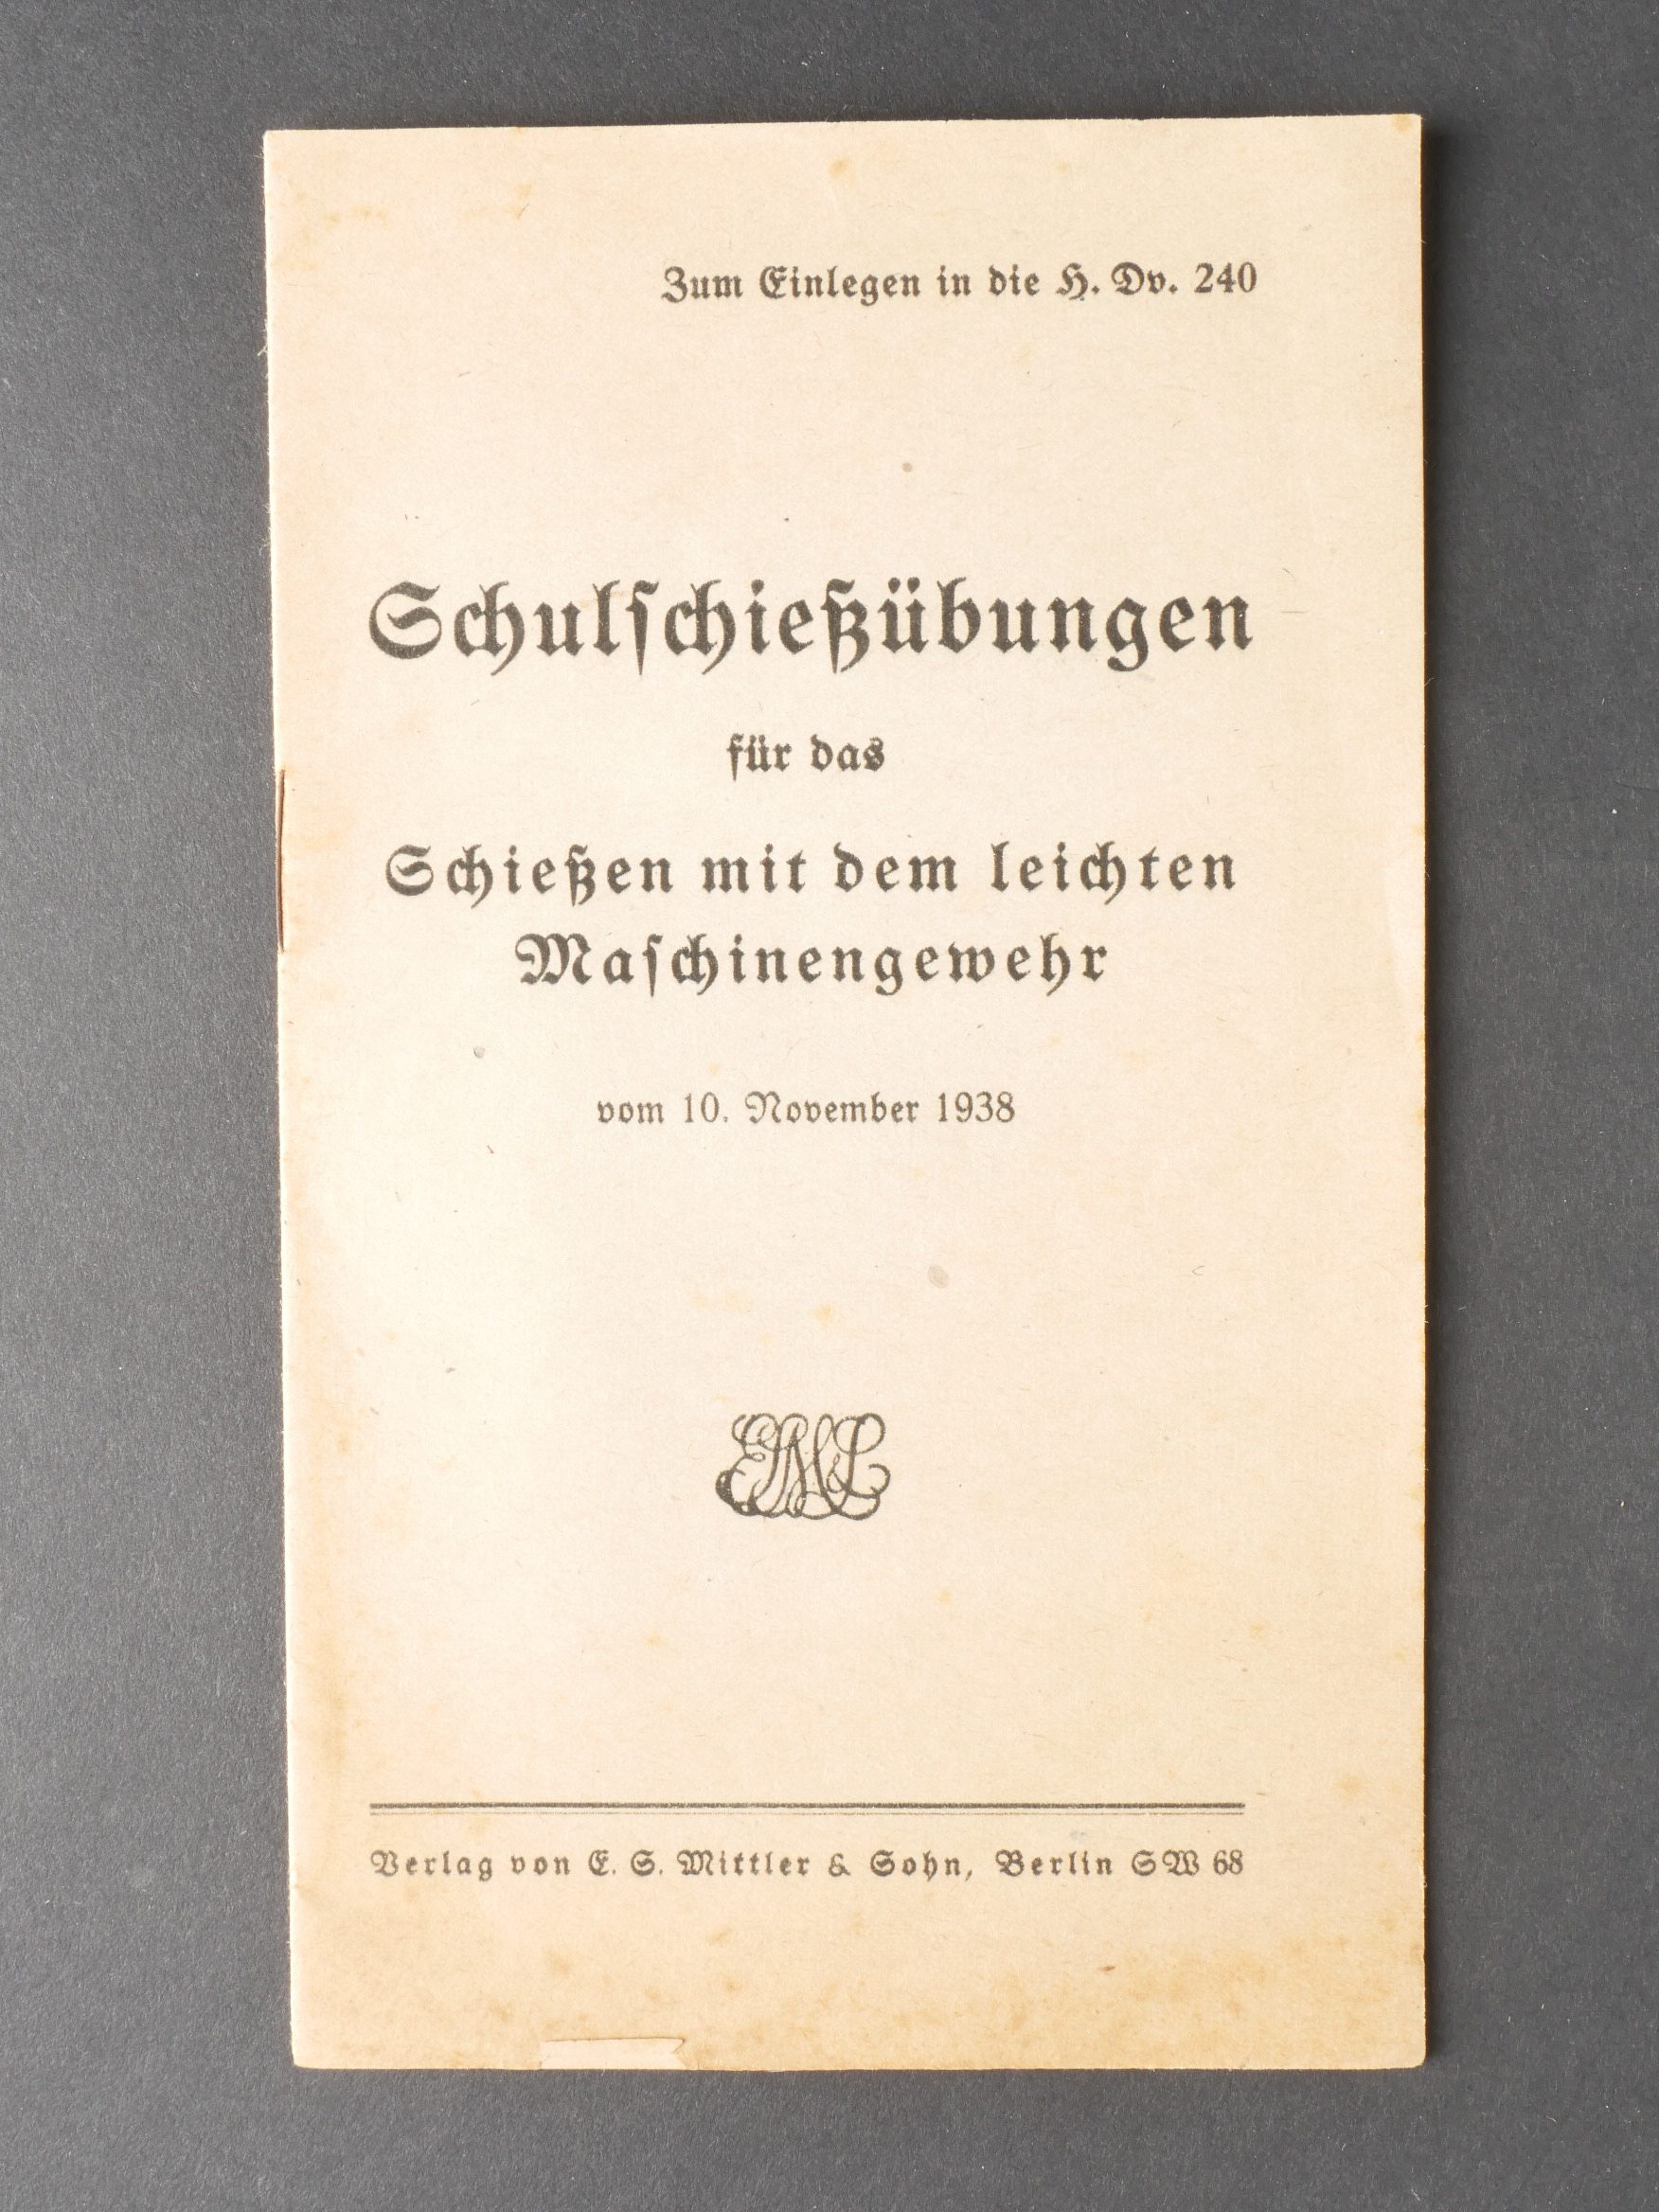 Zum Einlegen in die H. Dv. 240
Schulschießübungen
für das
Schießen mit dem leichten
Maschinengewehr
vom 10. November 1938
Verlag von E. S. Mittler & Sohn, Berlin SW 68